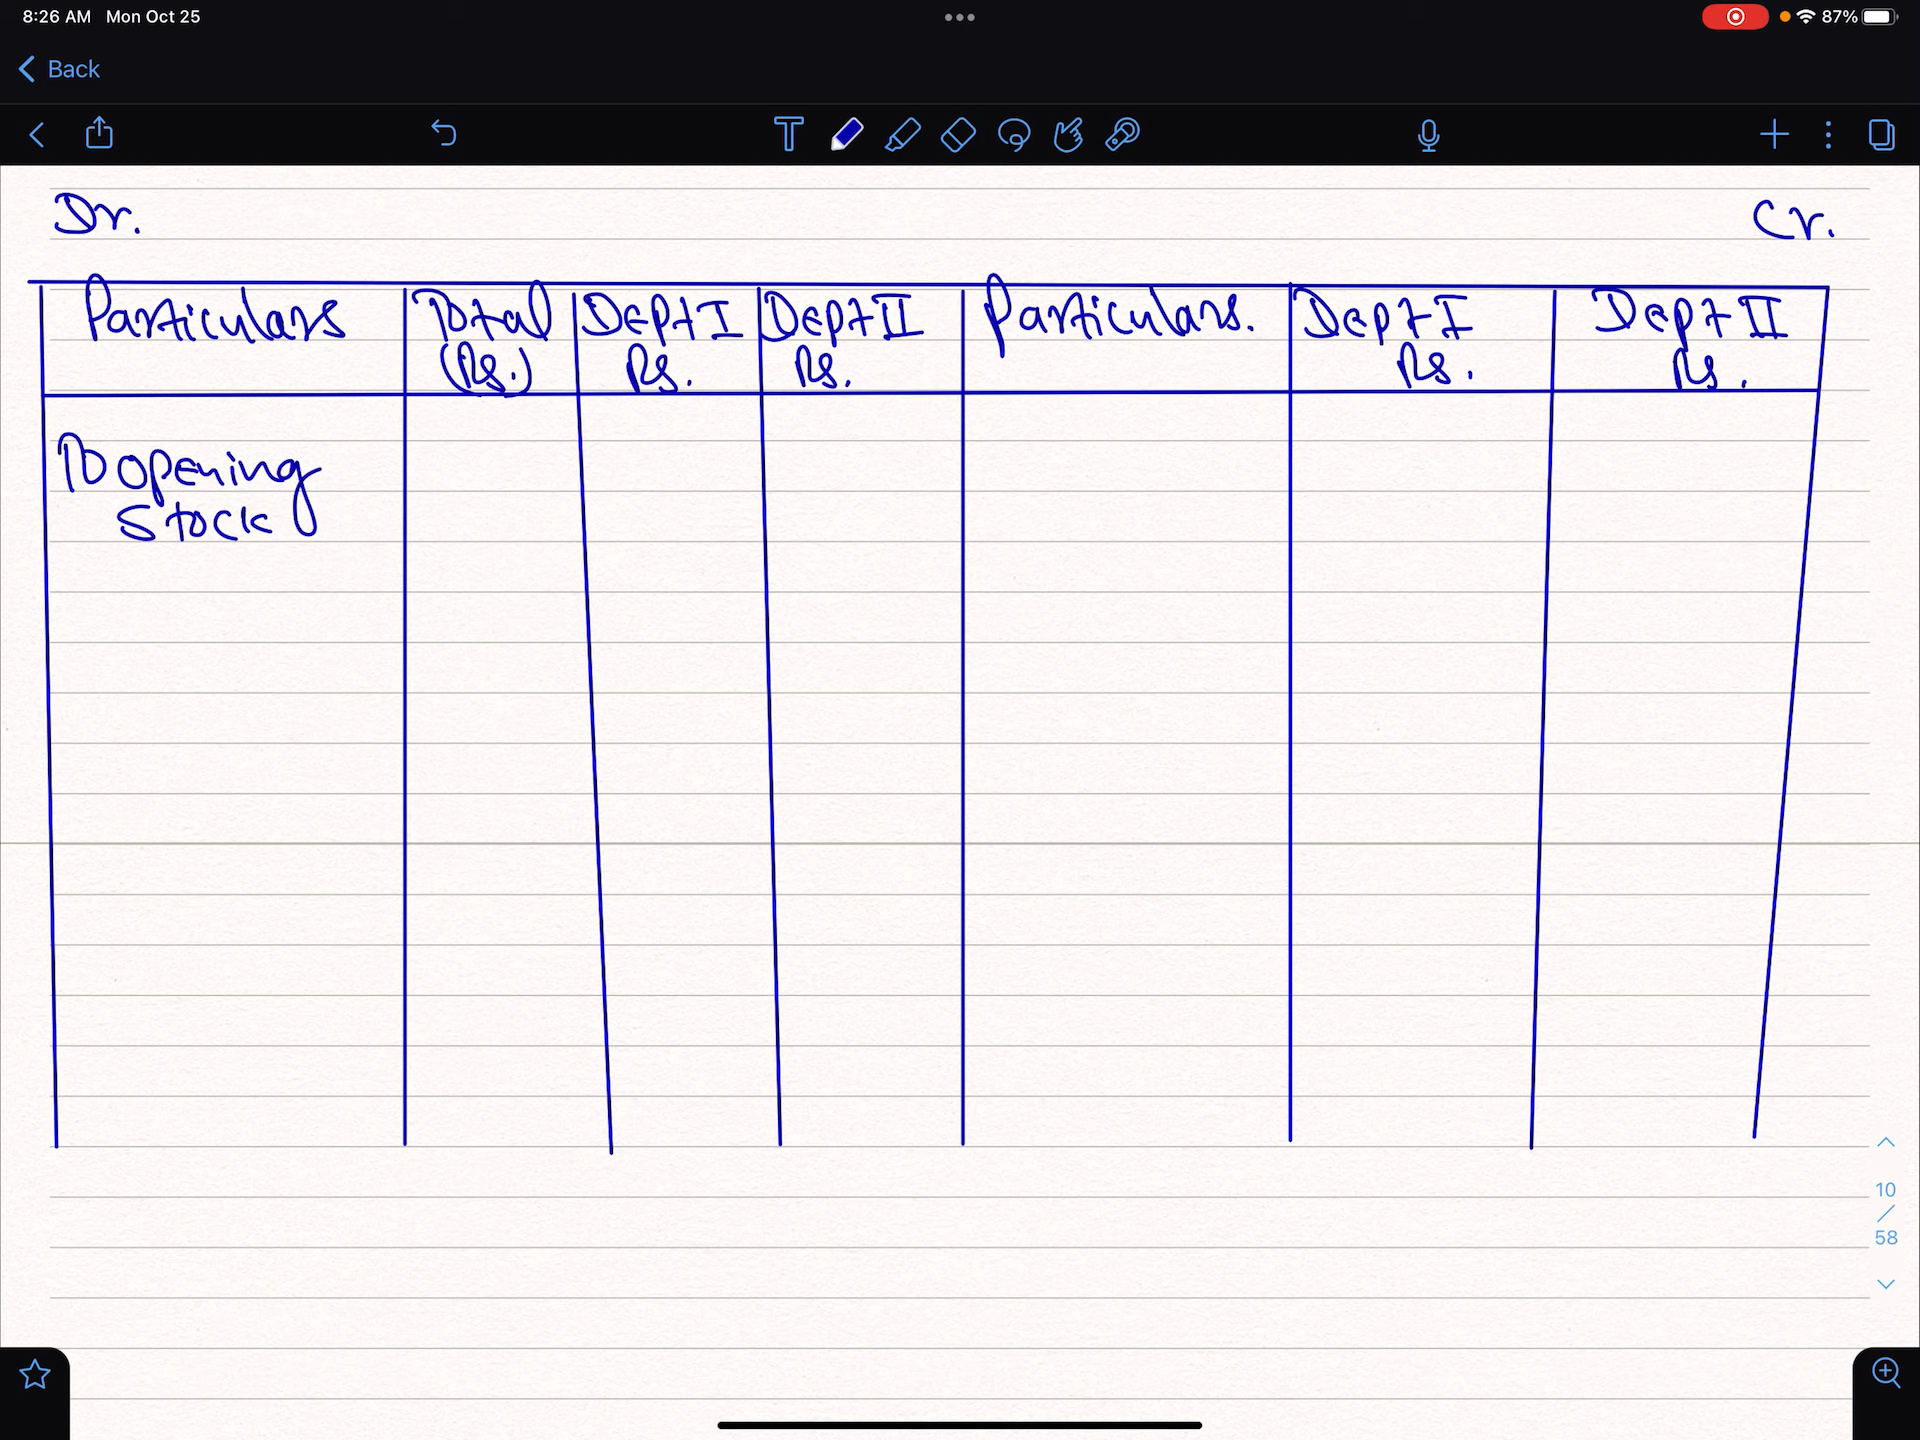 8:26 AM Mon Oct 25
87%
Back
T
Dr.
Cr.
Particulars Total Dept I Dept II Particulars. Dept I Dept II
(Rs.) Rs. Rs. Rs. Rs.
To opening
Stock
10
/
58